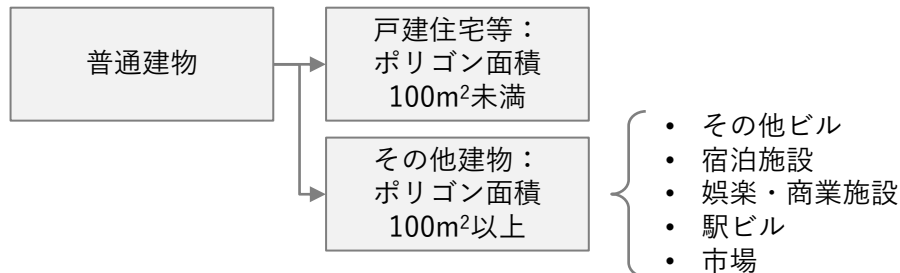 普通建物
戸建住宅等：
ポリゴン面積
100m²未満
その他建物：
ポリゴン面積
100m²以上
• その他ビル
• 宿泊施設
• 娯楽・商業施設
• 駅ビル
• 市場